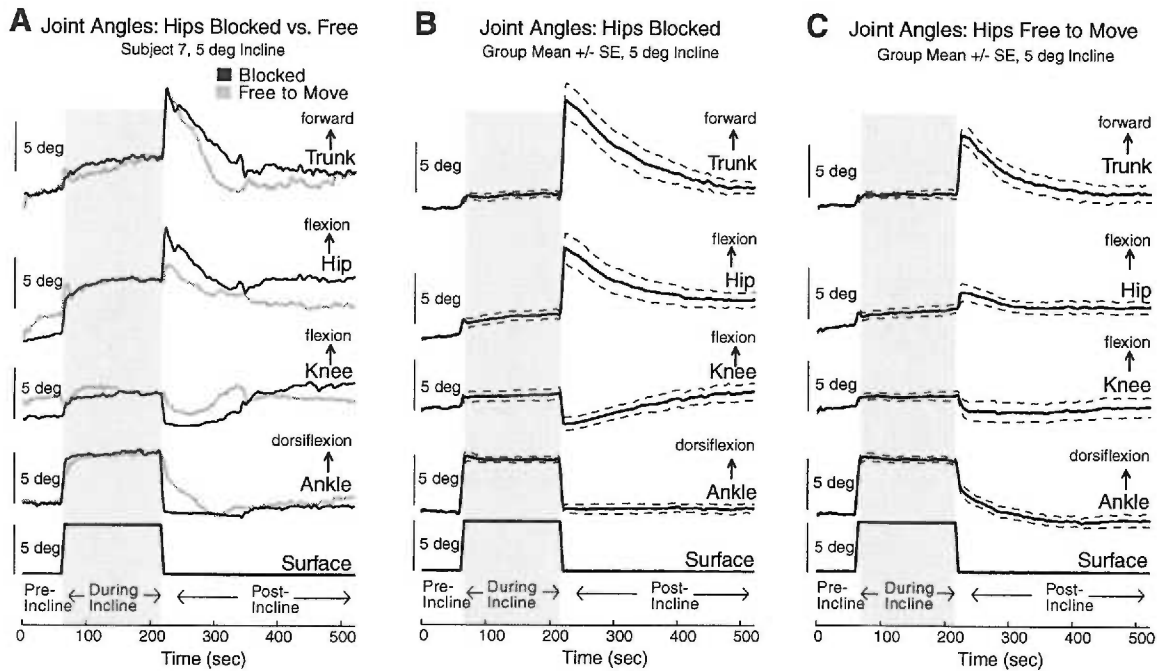 A Joint Angles: Hips Blocked vs. Free
Subject 7, 5 deg Incline
Blocked
Free to Move
forward
5 deg
Trunk
flexion
5 deg
Hip
flexion
5 deg
Knee
dorsiflexion
5 deg
Ankle
5 deg
Surface
Pre-Incline
During Incline
Post-Incline
0 100 200 300 400 500
Time (sec)
B Joint Angles: Hips Blocked
Group Mean +/- SE, 5 deg Incline
forward
5 deg
Trunk
flexion
5 deg
Hip
flexion
5 deg
Knee
dorsiflexion
5 deg
Ankle
5 deg
Surface
Pre-Incline
During Incline
Post-Incline
0 100 200 300 400 500
Time (sec)
C Joint Angles: Hips Free to Move
Group Mean +/- SE, 5 deg Incline
forward
5 deg
Trunk
flexion
5 deg
Hip
flexion
5 deg
Knee
dorsiflexion
5 deg
Ankle
5 deg
Surface
Pre-Incline
During Incline
Post-Incline
0 100 200 300 400 500
Time (sec)